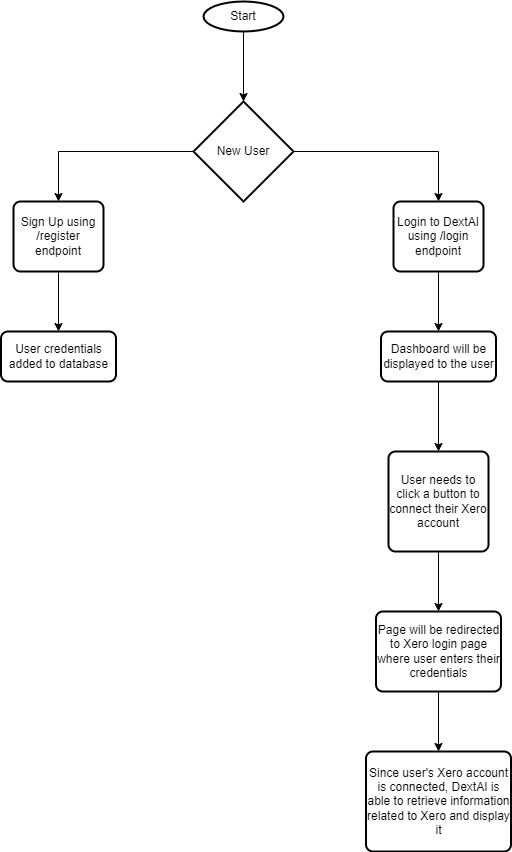 Start
New User
Sign Up using
/register
endpoint
Login to DextAI
using /login
endpoint
User credentials
added to database
Dashboard will be
displayed to the user
User needs to
click a button to
connect their Xero
account
Page will be redirected
to Xero login page
where user enters their
credentials
Since user's Xero account
is connected, DextAI is
able to retrieve information
related to Xero and display
it